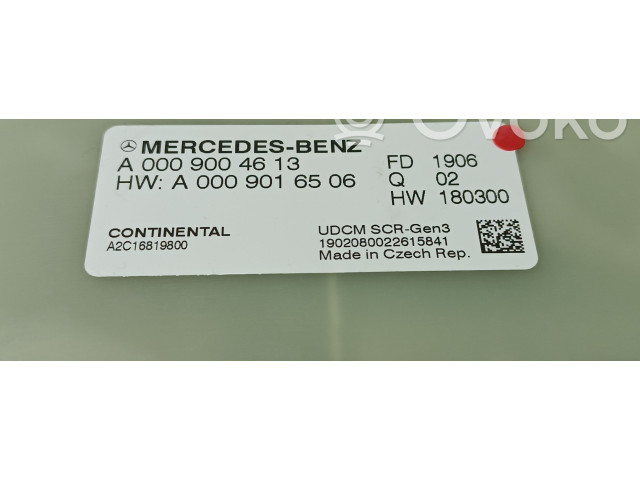 OVOKO
MERCEDES-BENZ
A 000 900 46 13 FD 1906
HW: A 000 901 65 06 Q 02
HW 180300
CONTINENTAL UDCM SCR-Gen3
A2C16819800 1902080022615841
Made in Czech Rep.